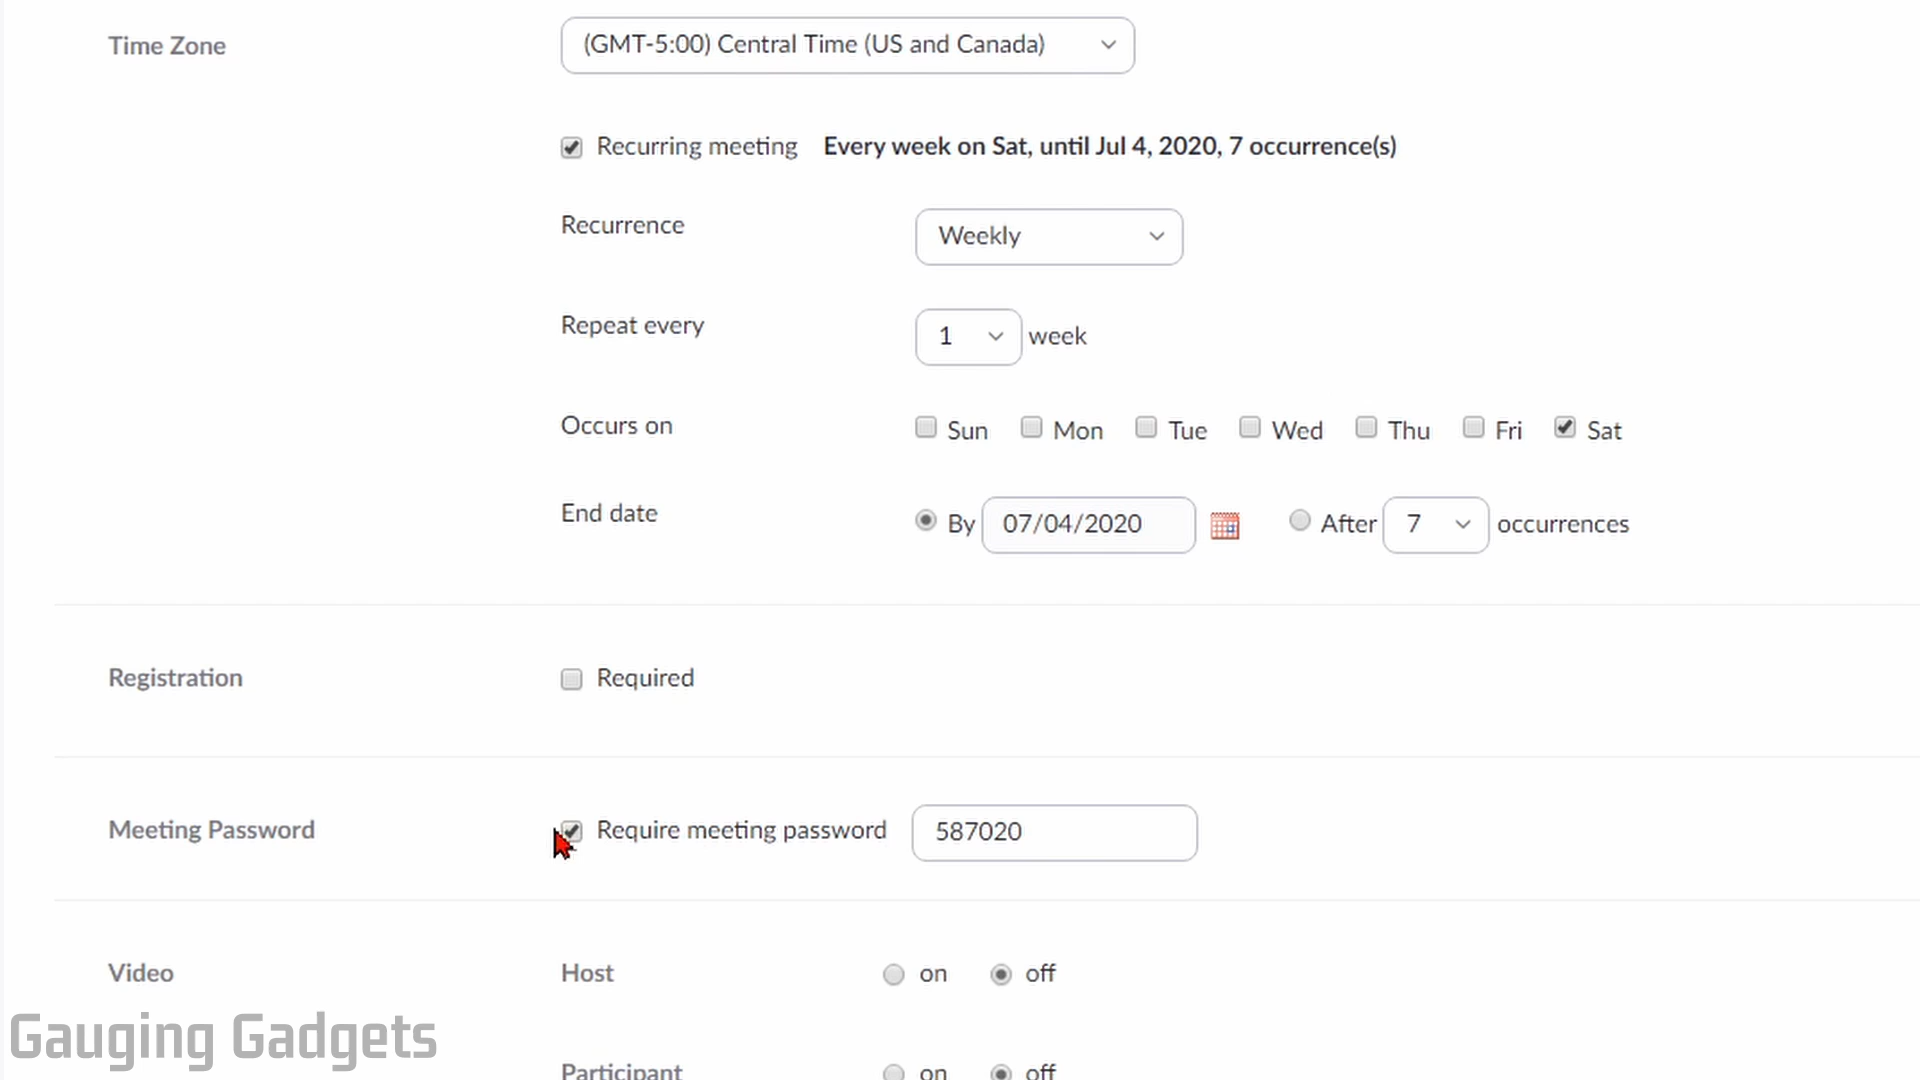 Time Zone (GMT-5:00) Central Time (US and Canada)
Recurring meeting Every week on Sat, until Jul 4, 2020, 7 occurrence(s)
Recurrence Weekly
Repeat every 1 week
Occurs on Sun Mon Tue Wed Thu Fri Sat
End date By 07/04/2020 After 7 occurrences
Registration Required
Meeting Password Require meeting password 587020
Video Host on off
Gauging Gadgets
Participant on off